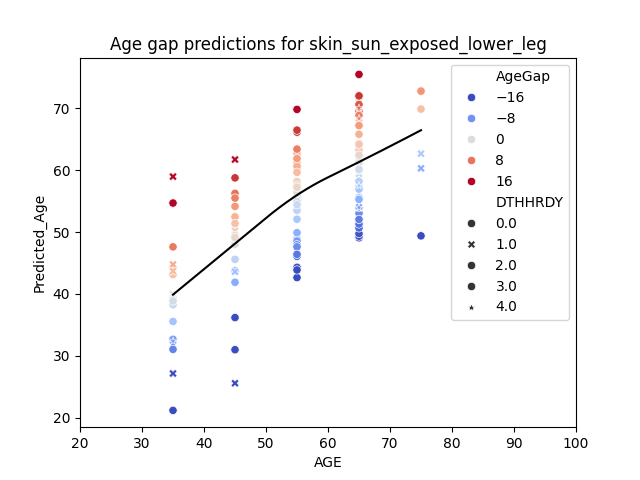 Age gap predictions for skin_sun_exposed_lower_leg
Predicted_Age
70
60
50
40
30
20
20 30 40 50 60 70 80 90 100
AGE
AgeGap
−16
−8
0
8
16
DTHHRDY
0.0
1.0
2.0
3.0
4.0